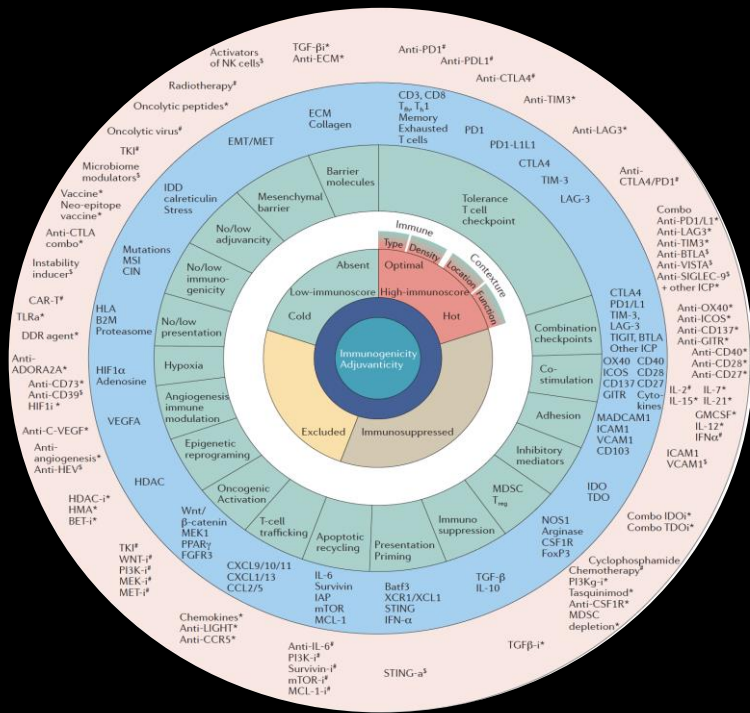 Activators
of NK cells$
TGF-βi*
Anti-ECM*
Anti-PD1#
Anti-PDL1#
Anti-CTLA4#
Anti-TIM3*
Anti-LAG3*
Anti-
CTLA4/PD1#
Combo
Anti-PD1/L1*
Anti-LAG3*
Anti-TIM3*
Anti-BTLA$
Anti-VISTA$
Anti-SIGLEC-9$
+ other ICP*
Anti-OX40*
Anti-ICOS*
Anti-CD137*
Anti-GITR*
Anti-CD40*
Anti-CD28*
Anti-CD27*
IL-2# IL-7*
IL-15* IL-21*
GMCSF*
IL-12*
IFNα#
ICAM1
VCAM1$
Combo IDOi*
Combo TDOi*
Cyclophosphamide
Chemotherapy#
PI3Kg-i*
Tasquinimod*
Anti-CSF1R*
MDSC
depletion*
TGFβ-i*
STING-a$
Anti-IL-6#
PI3K-i#
Survivin-i#
mTOR-i#
MCL-1-i#
Chemokines*
Anti-LIGHT*
Anti-CCR5*
TKI#
WNT-i#
PI3K-i#
MEK-i#
MET-i#
HDAC-i*
HMA*
BET-i*
Anti-
angiogenesis*
Anti-HEV$
Anti-C-VEGF*
Anti-CD73*
Anti-CD39$
HIF1i*
Anti-
ADORA2A*
DDR agent*
TLRa*
CAR-T#
Instability
inducer$
Anti-CTLA
combo*
Vaccine*
Neo-epitope
vaccine*
Microbiome
modulators$
TKI#
Oncolytic virus#
Oncolytic peptides*
Radiotherapy#
EMT/MET
ECM
Collagen
CD3, CD8
TFh, Th1
Memory
Exhausted
T cells
PD1
PD1-L1L1
CTLA4
TIM-3
LAG-3
CTLA4
PD1/L1
TIM-3,
LAG-3
TIGIT, BTLA
Other ICP
OX40 CD40
ICOS CD28
CD137 CD27
GITR Cyto-
kines
MADCAM1
ICAM1
VCAM1
CD103
IDO
TDO
NOS1
Arginase
CSF1R
FoxP3
TGF-β
IL-10
Batf3
XCR1/XCL1
STING
IFN-α
IL-6
Survivin
IAP
mTOR
MCL-1
CXCL9/10/11
CXCL1/13
CCL2/5
Wnt/
β-catenin
MEK1
PPARγ
FGFR3
HDAC
VEGFA
HIF1α
Adenosine
HLA
B2M
Proteasome
Mutations
MSI
CIN
IDD
calreticulin
Stress
Mesenchymal
barrier
Barrier
molecules
Tolerance
T cell
checkpoint
Combination
checkpoints
Co-
stimulation
Adhesion
Inhibitory
mediators
MDSC
Treg
Immuno
suppression
Presentation
Priming
Apoptotic
recycling
T-cell
trafficking
Oncogenic
Activation
Epigenetic
reprograming
Angiogenesis
immune
modulation
Hypoxia
No/low
presentation
No/low
immuno-
genicity
No/low
adjuvancity
Immune
Contexture
Type
Density
Location
Function
Absent
Low-immunoscore
Cold
Optimal
High-immunoscore
Hot
Immunogenicity
Adjuvanticity
Excluded
Immunosuppressed